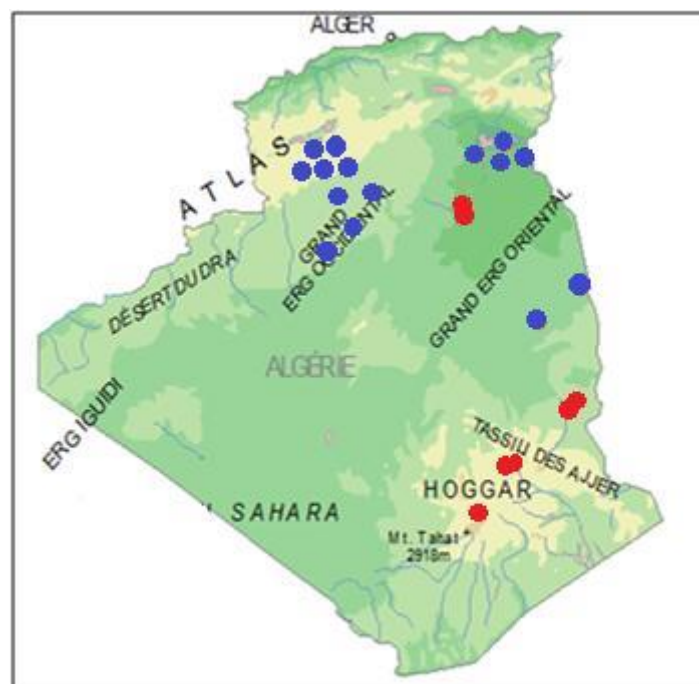 ALGER
ATLAS
GRAND
ERG OCCIDENTAL
GRAND ERG ORIENTAL
DÉSERT DU DRA
ALGÉRIE
ERG IGUIDI
TASSILI DES AJJER
HOGGAR
SAHARA
Mt. Tahat
2918m